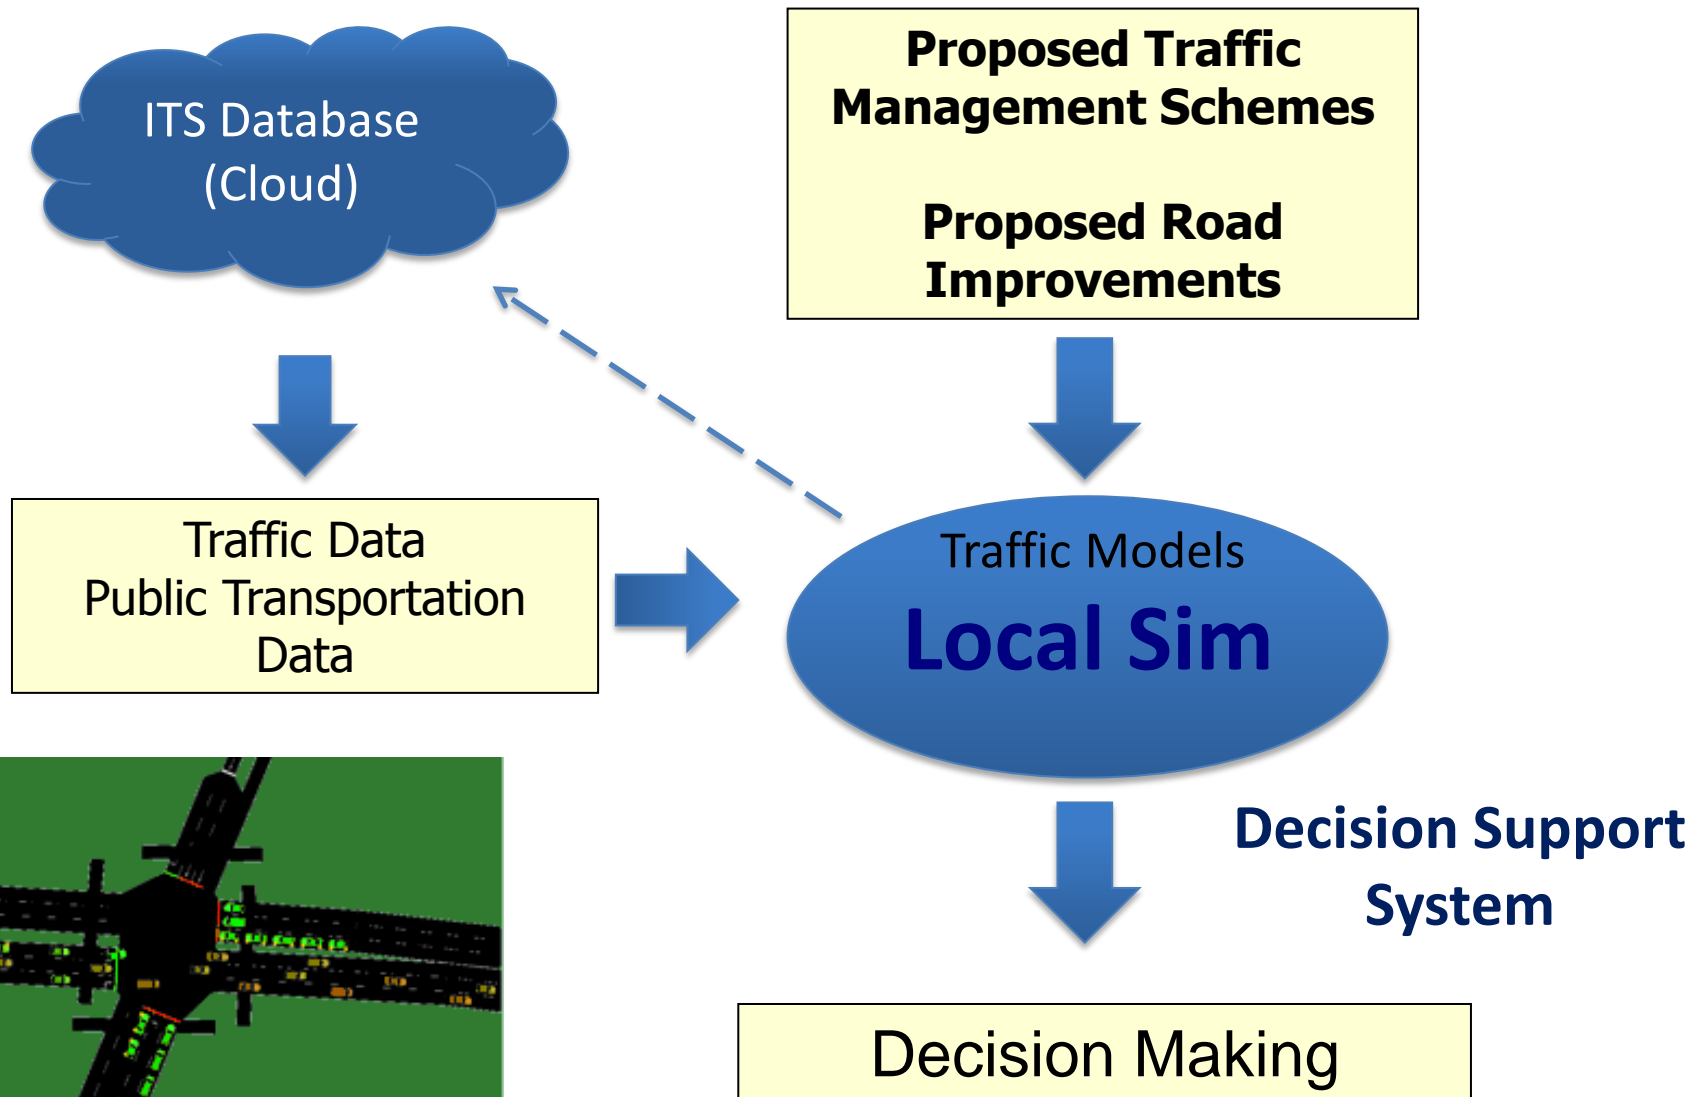 ITS Database
(Cloud)
Proposed Traffic
Management Schemes
Proposed Road
Improvements
Traffic Data
Public Transportation
Data
Traffic Models
Local Sim
Decision Support
System
Decision Making